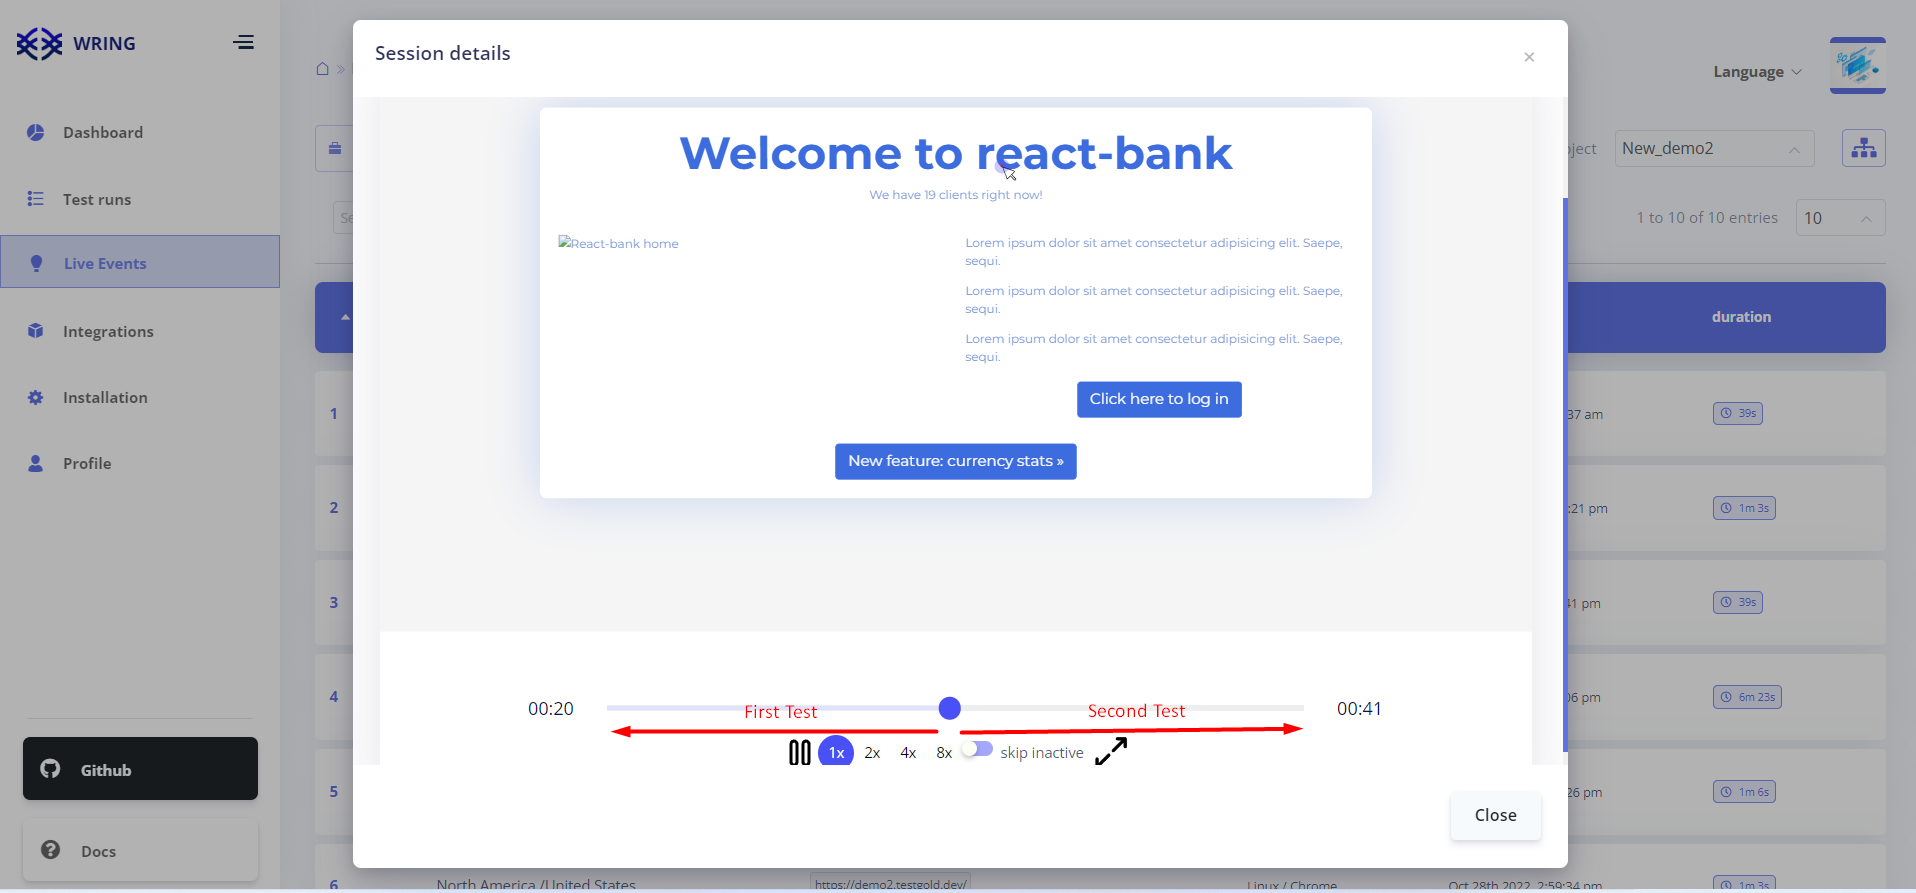 WRING
Dashboard
Test runs
Live Events
Integrations
Installation
Profile
Github
Docs
Language
New_demo2
1 to 10 of 10 entries
10
duration
1
37 am
39s
2
:21 pm
1m 3s
3
41 pm
39s
4
06 pm
6m 23s
5
26 pm
1m 6s
6
North America /United States
https://demo2.testgold.dev/
Linux / Chrome
Oct 28th 2022, 2:59:34 pm
1m 3s
Session details
×
Welcome to react-bank
We have 19 clients right now!
React-bank home
Lorem ipsum dolor sit amet consectetur adipisicing elit. Saepe,
sequi.
Lorem ipsum dolor sit amet consectetur adipisicing elit. Saepe,
sequi.
Lorem ipsum dolor sit amet consectetur adipisicing elit. Saepe,
sequi.
Click here to log in
New feature: currency stats »
00:20
First Test
Second Test
00:41
1x 2x 4x 8x skip inactive
Close